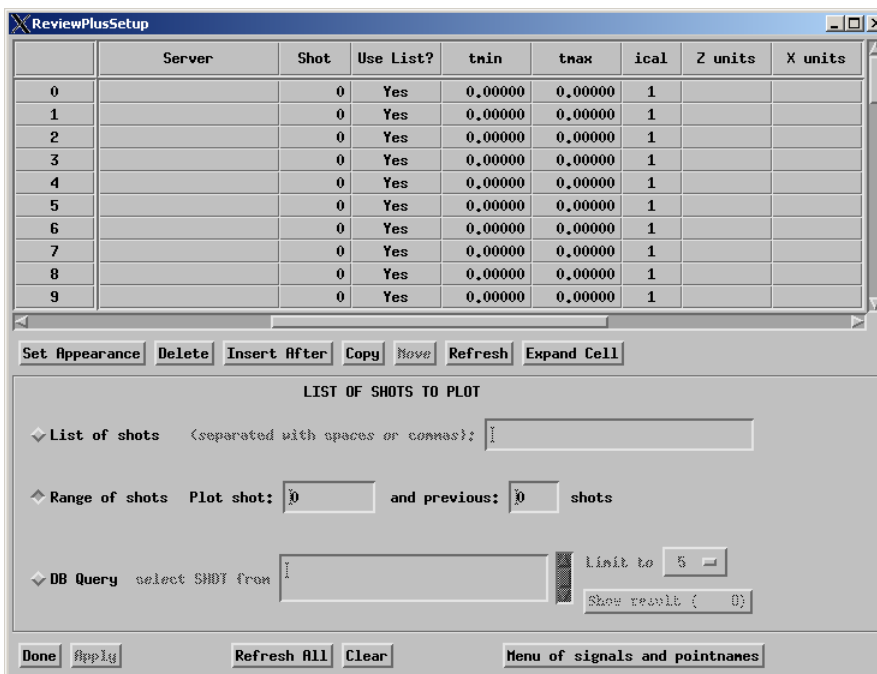 ReviewPlusSetup
Server Shot Use List? tmin tmax ical Z units X units
0 0 Yes 0.00000 0.00000 1
1 0 Yes 0.00000 0.00000 1
2 0 Yes 0.00000 0.00000 1
3 0 Yes 0.00000 0.00000 1
4 0 Yes 0.00000 0.00000 1
5 0 Yes 0.00000 0.00000 1
6 0 Yes 0.00000 0.00000 1
7 0 Yes 0.00000 0.00000 1
8 0 Yes 0.00000 0.00000 1
9 0 Yes 0.00000 0.00000 1
Set Appearance Delete Insert After Copy Move Refresh Expand Cell
LIST OF SHOTS TO PLOT
List of shots (separated with spaces or commas):
Range of shots Plot shot: 0 and previous: 0 shots
DB Query select SHOT from Limit to 5
Show result ( 0)
Done Apply Refresh All Clear Menu of signals and pointnames